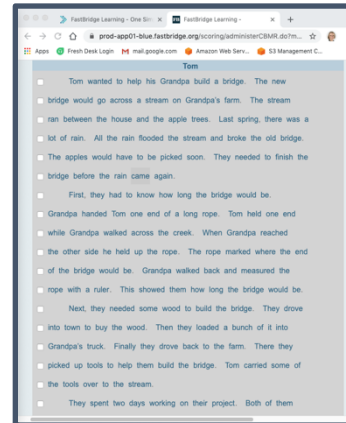 FastBridge Learning - One Sin
FastBridge Learning -
prod-app01-blue.fastbridge.org/scoring/administerCBMR.do?m...
Apps
Fresh Desk Login
mail.google.com
Amazon Web Serv...
S3 Management C...
Tom
Tom wanted to help his Grandpa build a bridge. The new
bridge would go across a stream on Grandpa's farm. The stream
ran between the house and the apple trees. Last spring, there was a
lot of rain. All the rain flooded the stream and broke the old bridge.
The apples would have to be picked soon. They needed to finish the
bridge before the rain came again.
First, they had to know how long the bridge would be.
Grandpa handed Tom one end of a long rope. Tom held one end
while Grandpa walked across the creek. When Grandpa reached
the other side he held up the rope. The rope marked where the end
of the bridge would be. Grandpa walked back and measured the
rope with a ruler. This showed them how long the bridge would be.
Next, they needed some wood to build the bridge. They drove
into town to buy the wood. Then they loaded a bunch of it into
Grandpa's truck. Finally they drove back to the farm. There they
picked up tools to help them build the bridge. Tom carried some of
the tools over to the stream.
They spent two days working on their project. Both of them